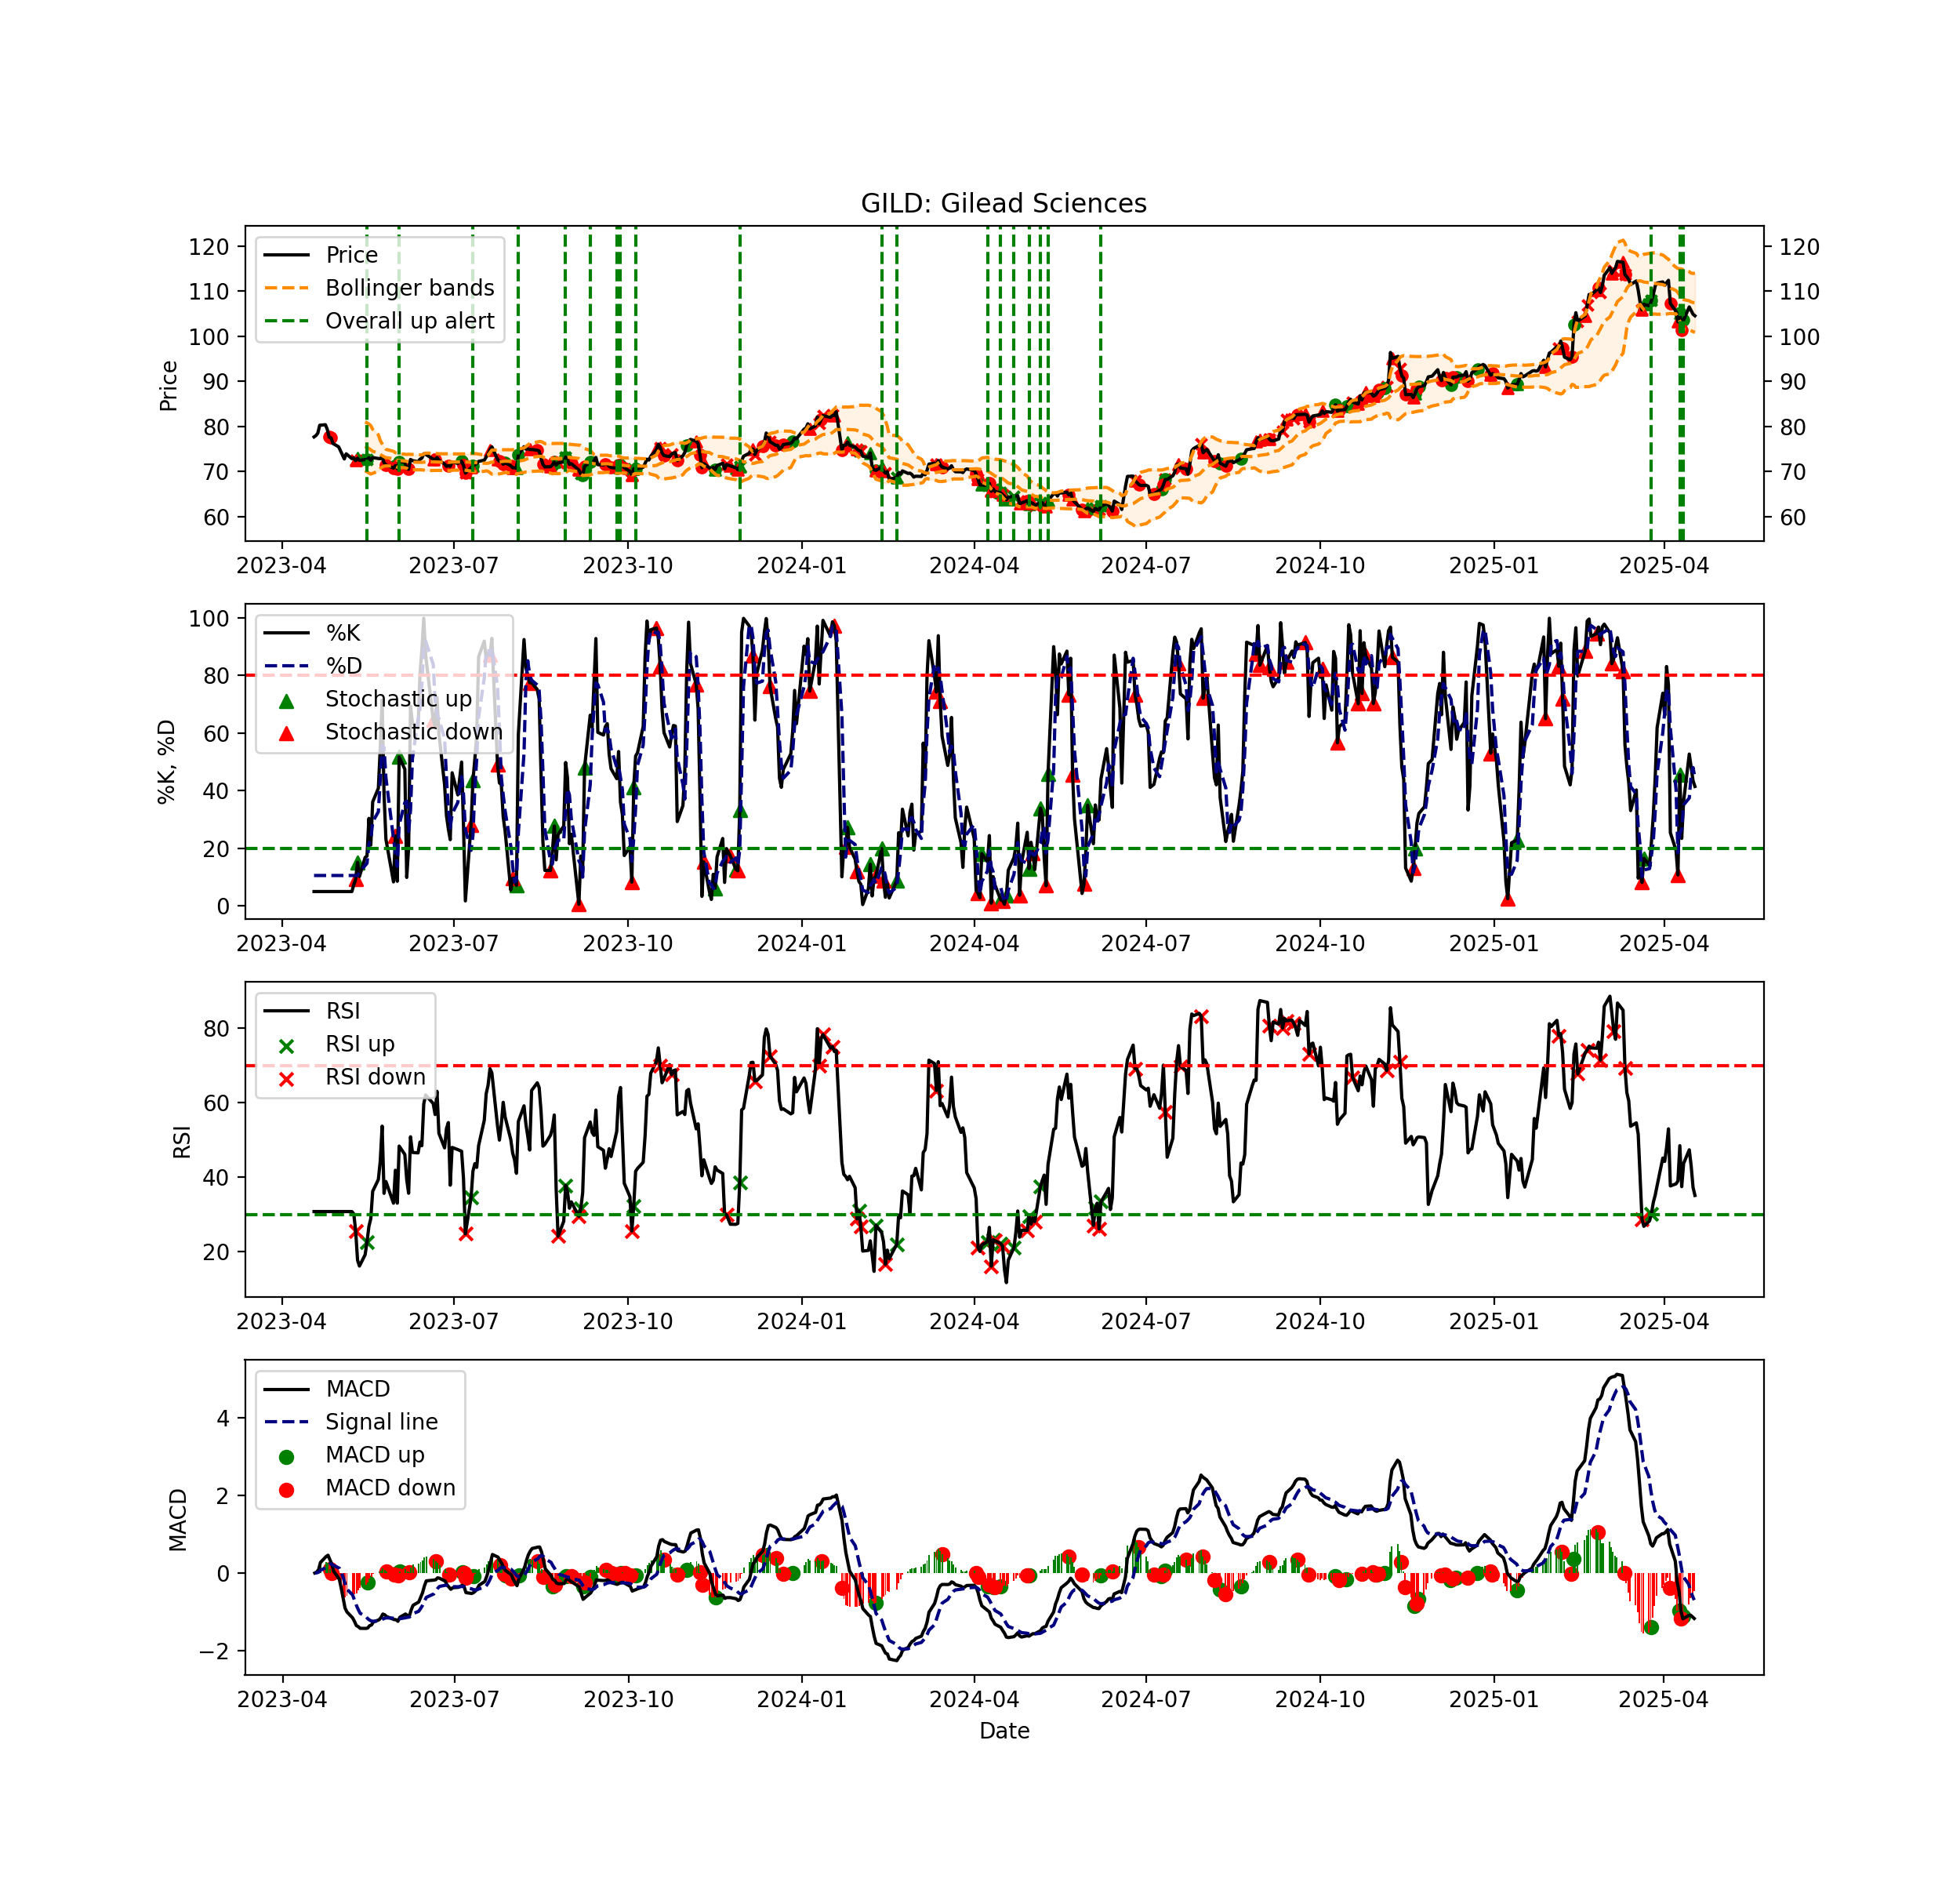 GILD: Gilead Sciences
Price
120
110
100
90
80
70
60
Price
Bollinger bands
Overall up alert
120
110
100
90
80
70
60
2023-04 2023-07 2023-10 2024-01 2024-04 2024-07 2024-10 2025-01 2025-04
%K, %D
100
80
60
40
20
0
%K
%D
Stochastic up
Stochastic down
2023-04 2023-07 2023-10 2024-01 2024-04 2024-07 2024-10 2025-01 2025-04
RSI
80
60
40
20
RSI
RSI up
RSI down
2023-04 2023-07 2023-10 2024-01 2024-04 2024-07 2024-10 2025-01 2025-04
MACD
4
2
0
−2
MACD
Signal line
MACD up
MACD down
2023-04 2023-07 2023-10 2024-01 2024-04 2024-07 2024-10 2025-01 2025-04
Date